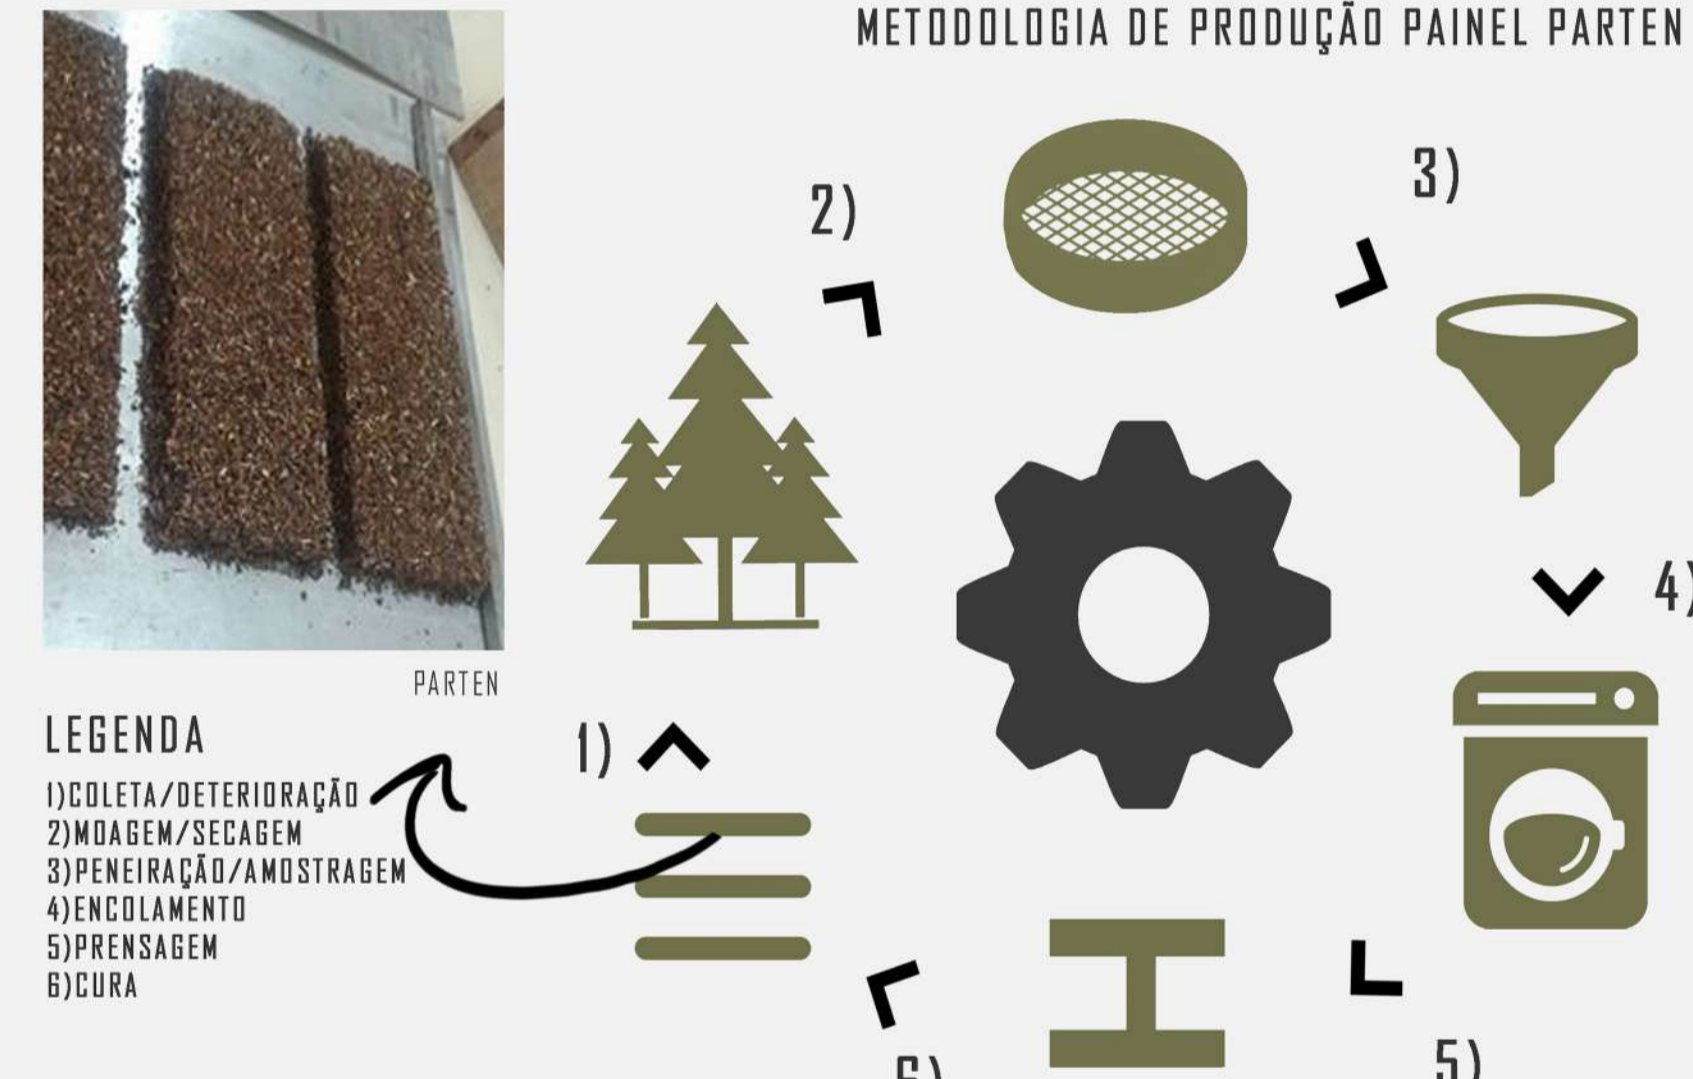 METODOLOGIA DE PRODUÇÃO PAINEL PARTEN
2)
3)
4)
PARTEN
LEGENDA
1)
1)COLETA/DETERIORAÇÃO
2)MOAGEM/SECAGEM
3)PENEIRAÇÃO/AMOSTRAGEM
4)ENCOLAMENTO
5)PRENSAGEM
6)CURA
6)
5)